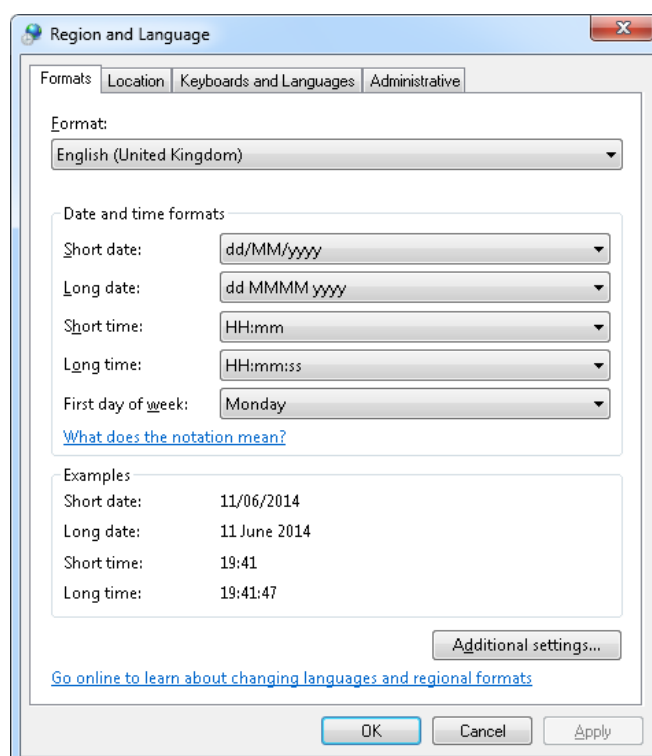 Region and Language
Formats Location Keyboards and Languages Administrative
Format:
English (United Kingdom)
Date and time formats
Short date: dd/MM/yyyy
Long date: dd MMMM yyyy
Short time: HH:mm
Long time: HH:mm:ss
First day of week: Monday
What does the notation mean?
Examples
Short date: 11/06/2014
Long date: 11 June 2014
Short time: 19:41
Long time: 19:41:47
Additional settings...
Go online to learn about changing languages and regional formats
OK Cancel Apply